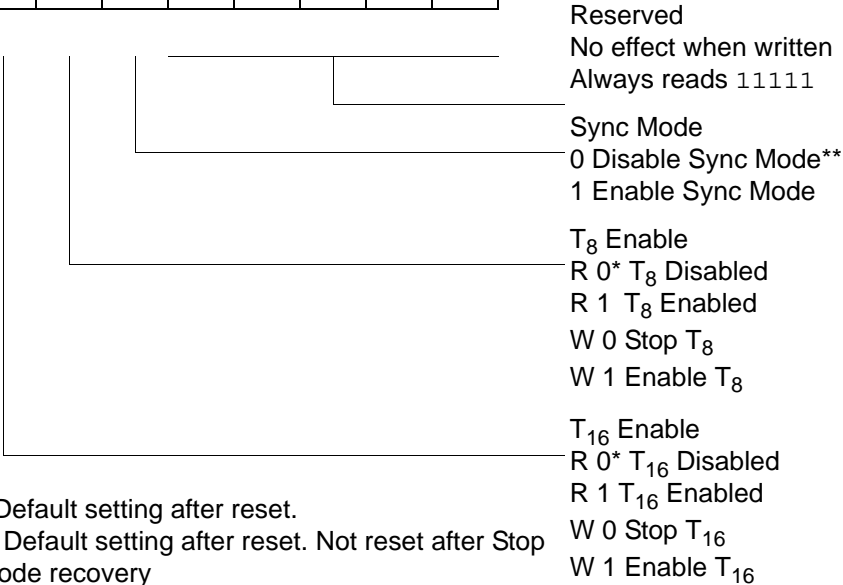 Reserved
No effect when written
Always reads 11111
Sync Mode
0 Disable Sync Mode**
1 Enable Sync Mode
T8 Enable
R 0* T8 Disabled
R 1 T8 Enabled
W 0 Stop T8
W 1 Enable T8
T16 Enable
R 0* T16 Disabled
R 1 T16 Enabled
W 0 Stop T16
W 1 Enable T16
Default setting after reset.
Default setting after reset. Not reset after Stop
ode recovery